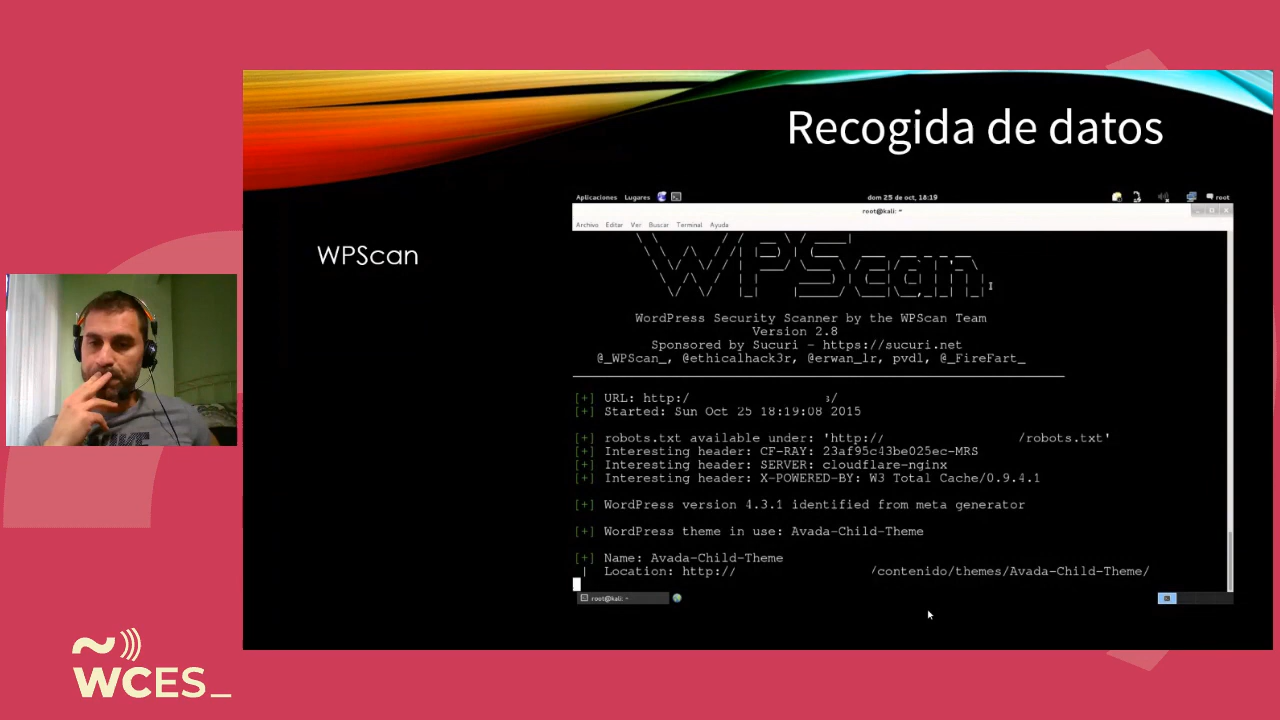 Recogida de datos
WPScan
Aplicaciones Lugares dom 25 de oct, 18:19 root
root@kali: ~
Archivo Editar Ver Buscar Terminal Ayuda
WPScan
WordPress Security Scanner by the WPScan Team
Version 2.8
Sponsored by Sucuri - https://sucuri.net
@_WPScan_, @ethicalhack3r, @erwan_lr, pvdl, @_FireFart_
[+] URL: http:/ s/
[+] Started: Sun Oct 25 18:19:08 2015
[+] robots.txt available under: 'http:// /robots.txt'
[+] Interesting header: CF-RAY: 23af95c43be025ec-MRS
[+] Interesting header: SERVER: cloudflare-nginx
[+] Interesting header: X-POWERED-BY: W3 Total Cache/0.9.4.1
[+] WordPress version 4.3.1 identified from meta generator
[+] WordPress theme in use: Avada-Child-Theme
[+] Name: Avada-Child-Theme
| Location: http:// /contenido/themes/Avada-Child-Theme/
root@kali: ~
WCES_